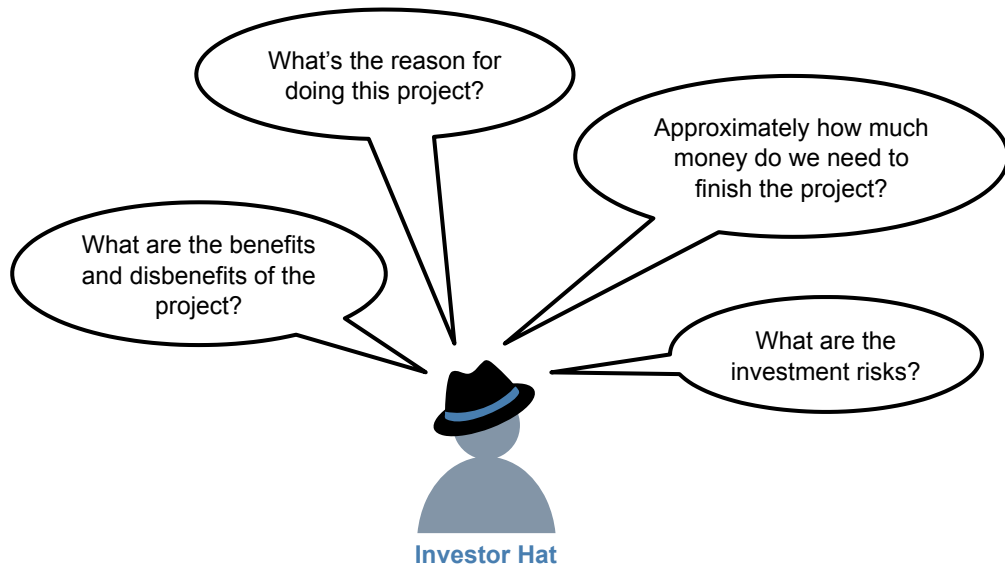 What’s the reason for
doing this project?
Approximately how much
money do we need to
finish the project?
What are the benefits
and disbenefits of the
project?
What are the
investment risks?
Investor Hat